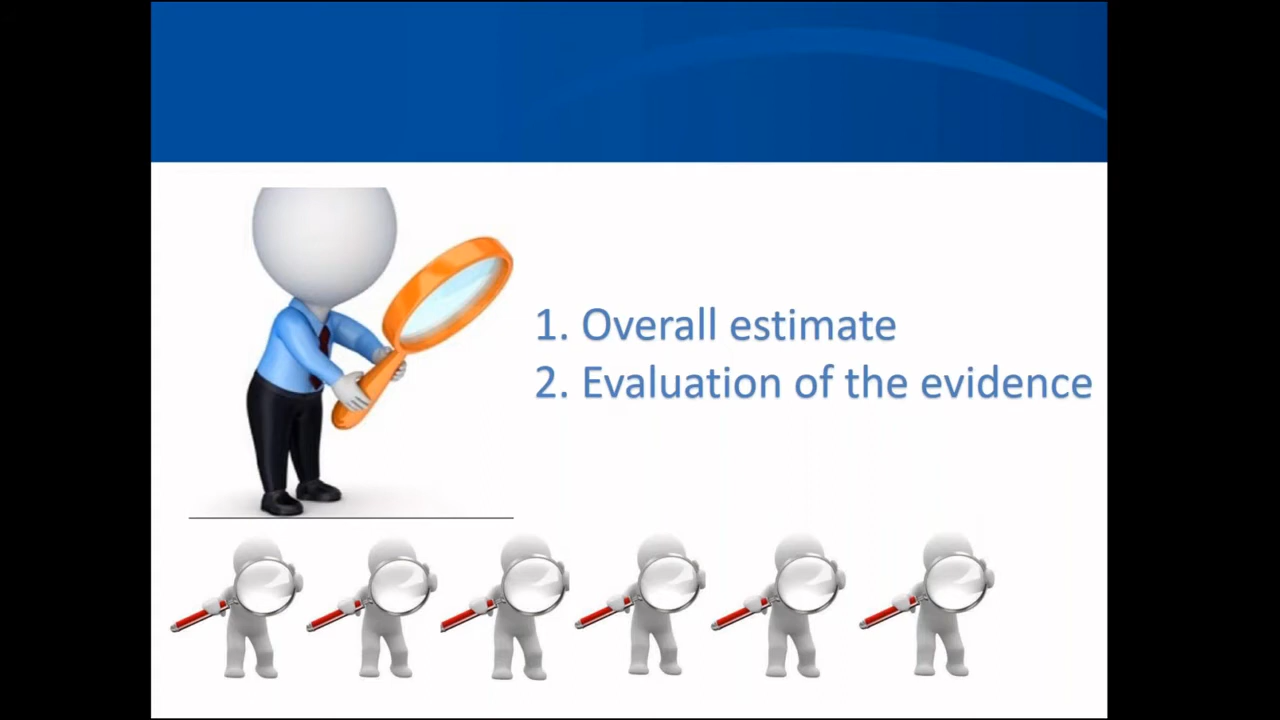 1. Overall estimate
2. Evaluation of the evidence